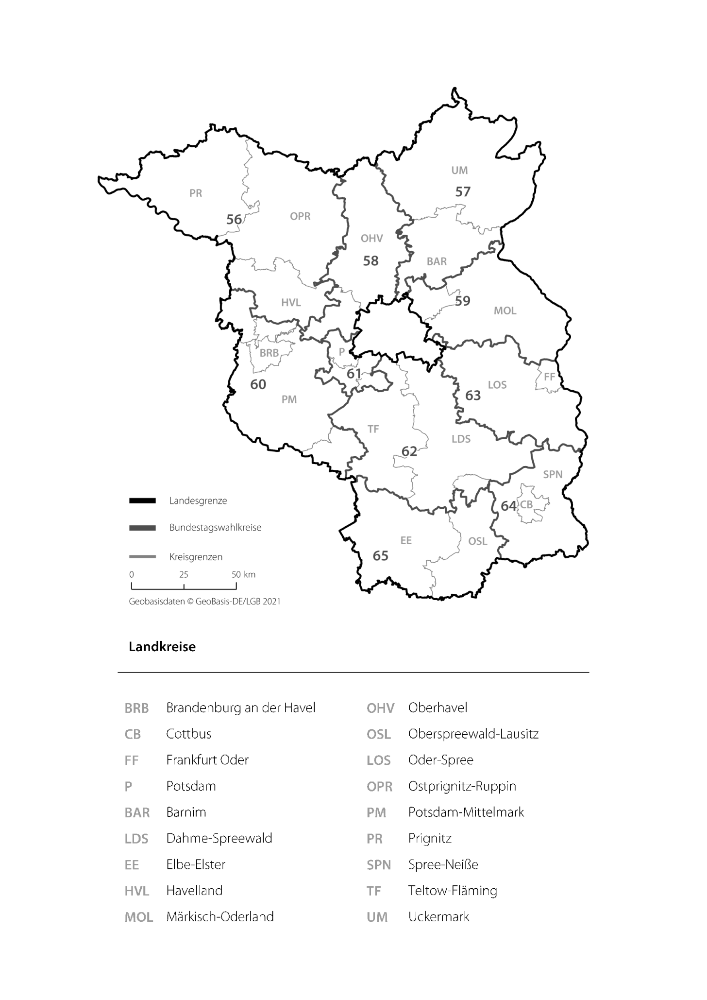 UM
57
PR
OPR
56
OHV
58
BAR
59
HVL
MOL
P
BRB
61
FF
60
LOS
63
PM
TF
LDS
62
SPN
64
CB
EE
OSL
65
Landesgrenze
Bundestagswahlkreise
Kreisgrenzen
0 25 50 km
Geobasisdaten © GeoBasis-DE/LGB 2021
Landkreise
BRB Brandenburg an der Havel
CB Cottbus
FF Frankfurt Oder
P Potsdam
BAR Barnim
LDS Dahme-Spreewald
EE Elbe-Elster
HVL Havelland
MOL Märkisch-Oderland
OHV Oberhavel
OSL Oberspreewald-Lausitz
LOS Oder-Spree
OPR Ostprignitz-Ruppin
PM Potsdam-Mittelmark
PR Prignitz
SPN Spree-Neiße
TF Teltow-Fläming
UM Uckermark